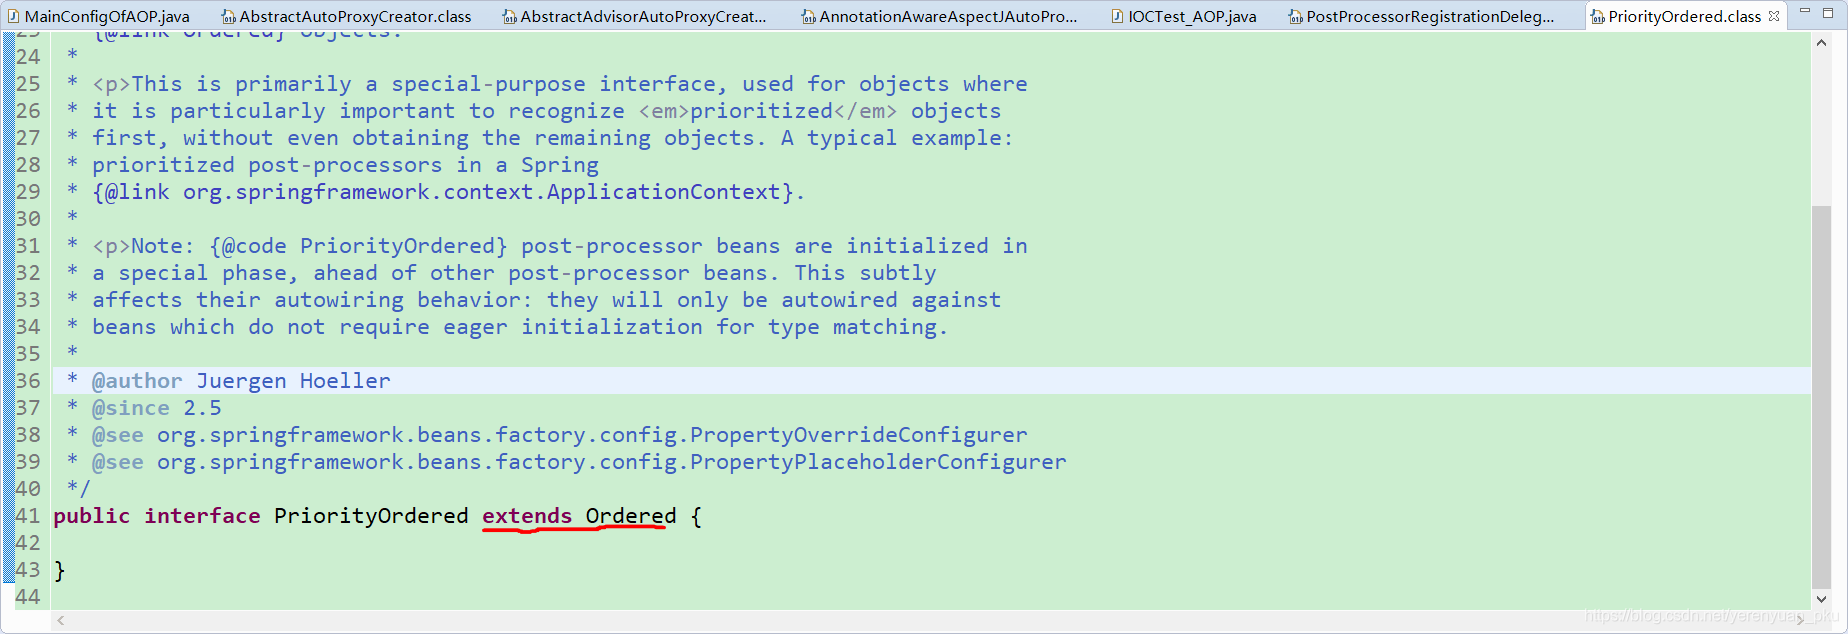 MainConfigOfAOP.java AbstractAutoProxyCreator.class AbstractAdvisorAutoProxyCreat... AnnotationAwareAspectJAutoPro... IOCTest_AOP.java PostProcessorRegistrationDeleg... PriorityOrdered.class
23 {@link Ordered} objects.
24 *
25 * <p>This is primarily a special-purpose interface, used for objects where
26 * it is particularly important to recognize <em>prioritized</em> objects
27 * first, without even obtaining the remaining objects. A typical example:
28 * prioritized post-processors in a Spring
29 * {@link org.springframework.context.ApplicationContext}.
30 *
31 * <p>Note: {@code PriorityOrdered} post-processor beans are initialized in
32 * a special phase, ahead of other post-processor beans. This subtly
33 * affects their autowiring behavior: they will only be autowired against
34 * beans which do not require eager initialization for type matching.
35 *
36 * @author Juergen Hoeller
37 * @since 2.5
38 * @see org.springframework.beans.factory.config.PropertyOverrideConfigurer
39 * @see org.springframework.beans.factory.config.PropertyPlaceholderConfigurer
40 */
41 public interface PriorityOrdered extends Ordered {
42
43 }
44
https://blog.csdn.net/yerenyuan_pku